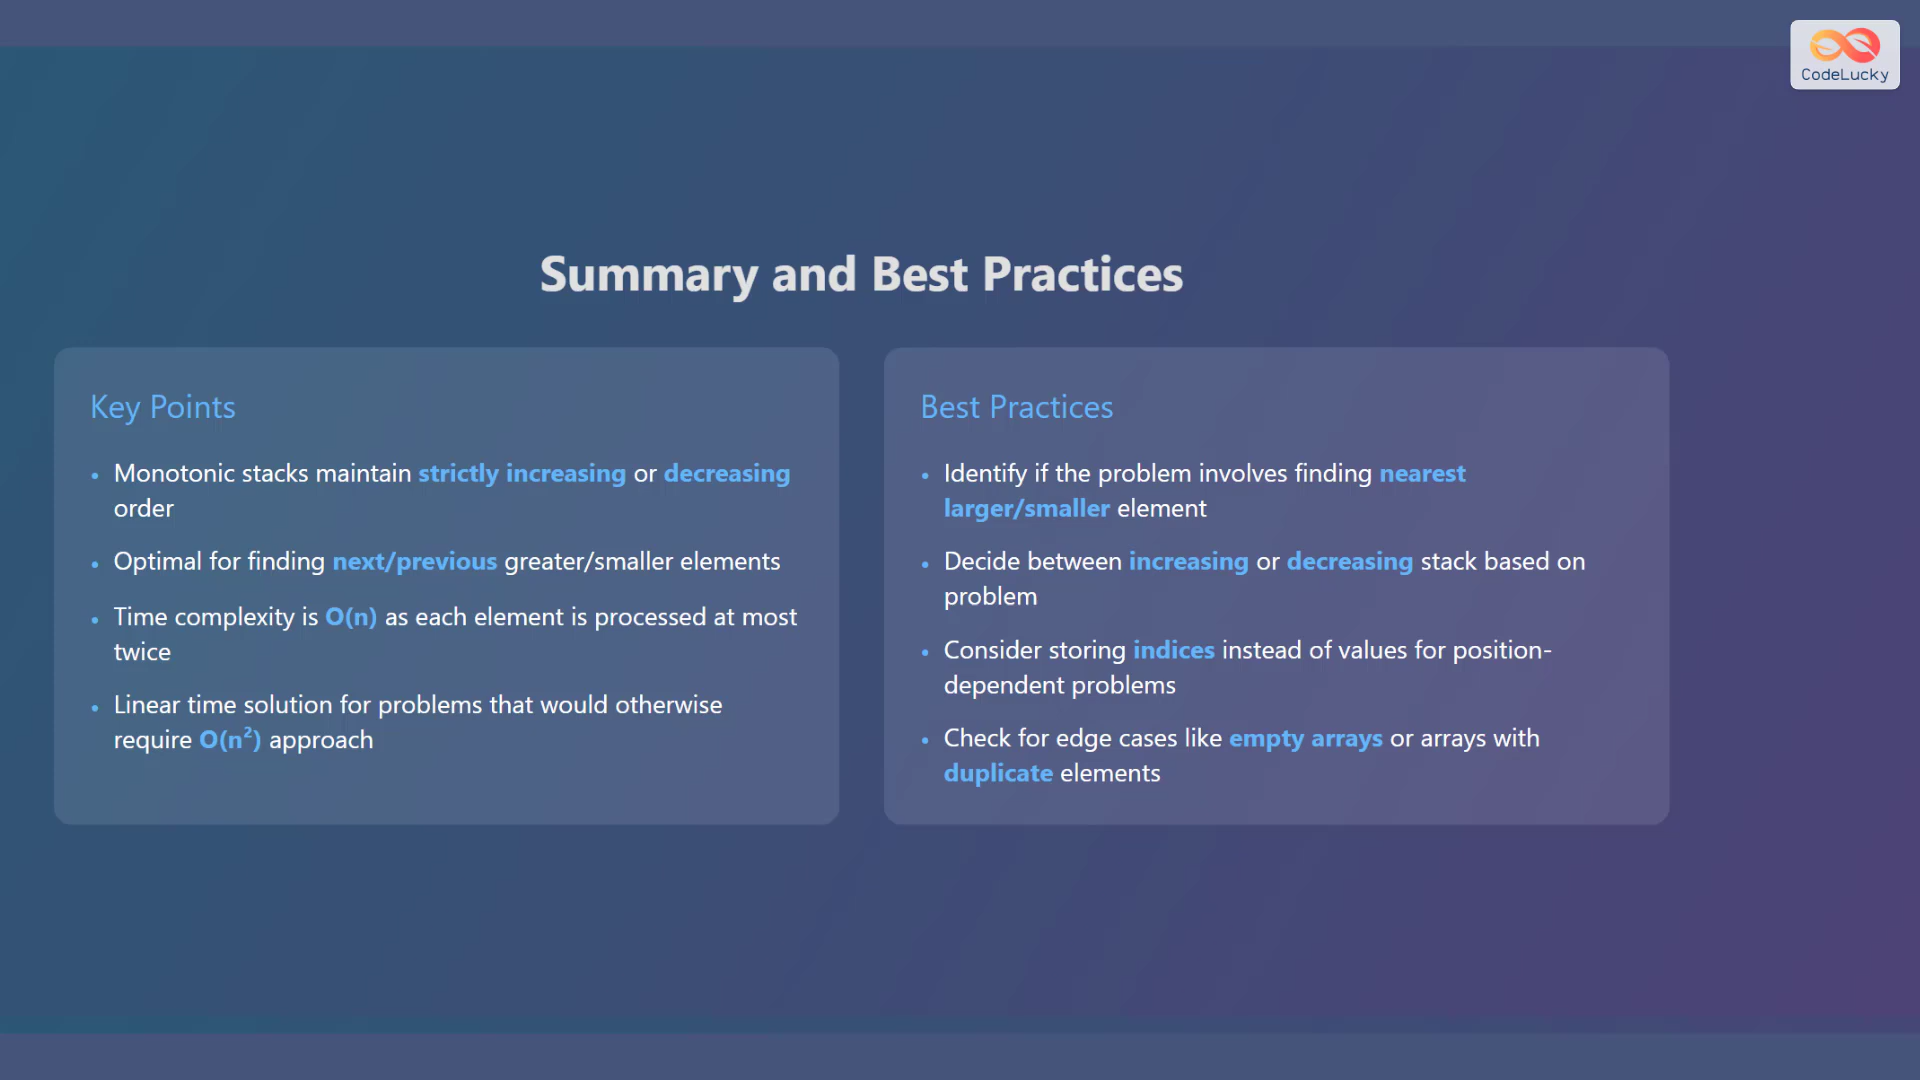 CodeLucky
Summary and Best Practices
Key Points
• Monotonic stacks maintain strictly increasing or decreasing
order
• Optimal for finding next/previous greater/smaller elements
• Time complexity is O(n) as each element is processed at most
twice
• Linear time solution for problems that would otherwise
require O(n²) approach
Best Practices
• Identify if the problem involves finding nearest
larger/smaller element
• Decide between increasing or decreasing stack based on
problem
• Consider storing indices instead of values for position-
dependent problems
• Check for edge cases like empty arrays or arrays with
duplicate elements